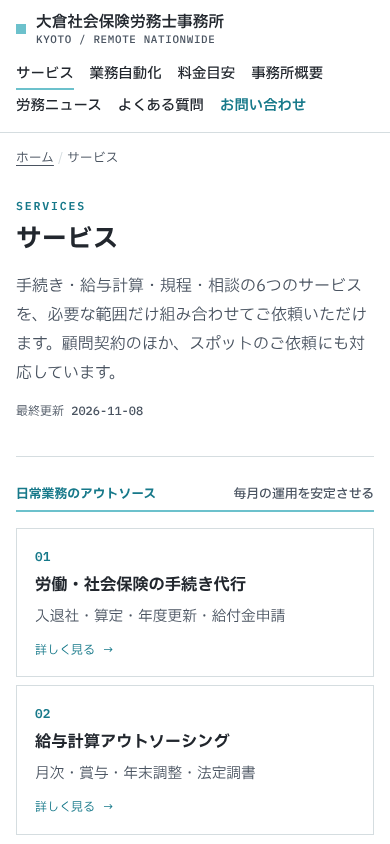 大倉社会保険労務士事務所
KYOTO / REMOTE NATIONWIDE
サービス 業務自動化 料金目安 事務所概要
労務ニュース よくある質問 お問い合わせ
ホーム / サービス
SERVICES
サービス
手続き・給与計算・規程・相談の6つのサービス
を、必要な範囲だけ組み合わせてご依頼いただけ
ます。顧問契約のほか、スポットのご依頼にも対
応しています。
最終更新 2026-11-08
日常業務のアウトソース 毎月の運用を安定させる
01
労働・社会保険の手続き代行
入退社・算定・年度更新・給付金申請
詳しく見る →
02
給与計算アウトソーシング
月次・賞与・年末調整・法定調書
詳しく見る →